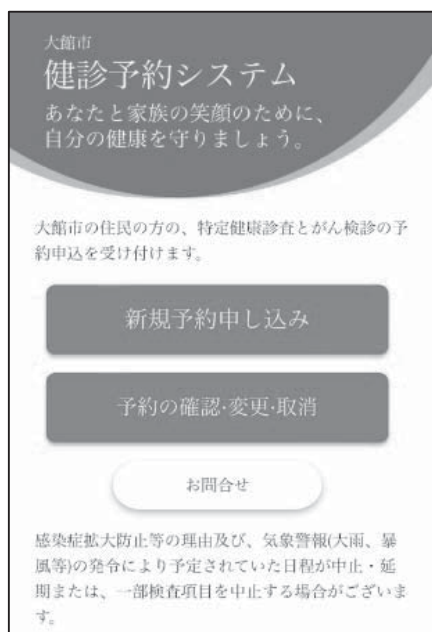 大館市
健診予約システム
あなたと家族の笑顔のために、
自分の健康を守りましょう。
大館市の住民の方の、特定健康診査とがん検診の予
約申込を受け付けます。
新規予約申し込み
予約の確認·変更·取消
お問合せ
感染症拡大防止等の理由及び、気象警報(大雨、暴
風等)の発令により予定されていた日程が中止・延
期または、一部検査項目を中止する場合がございま
す。